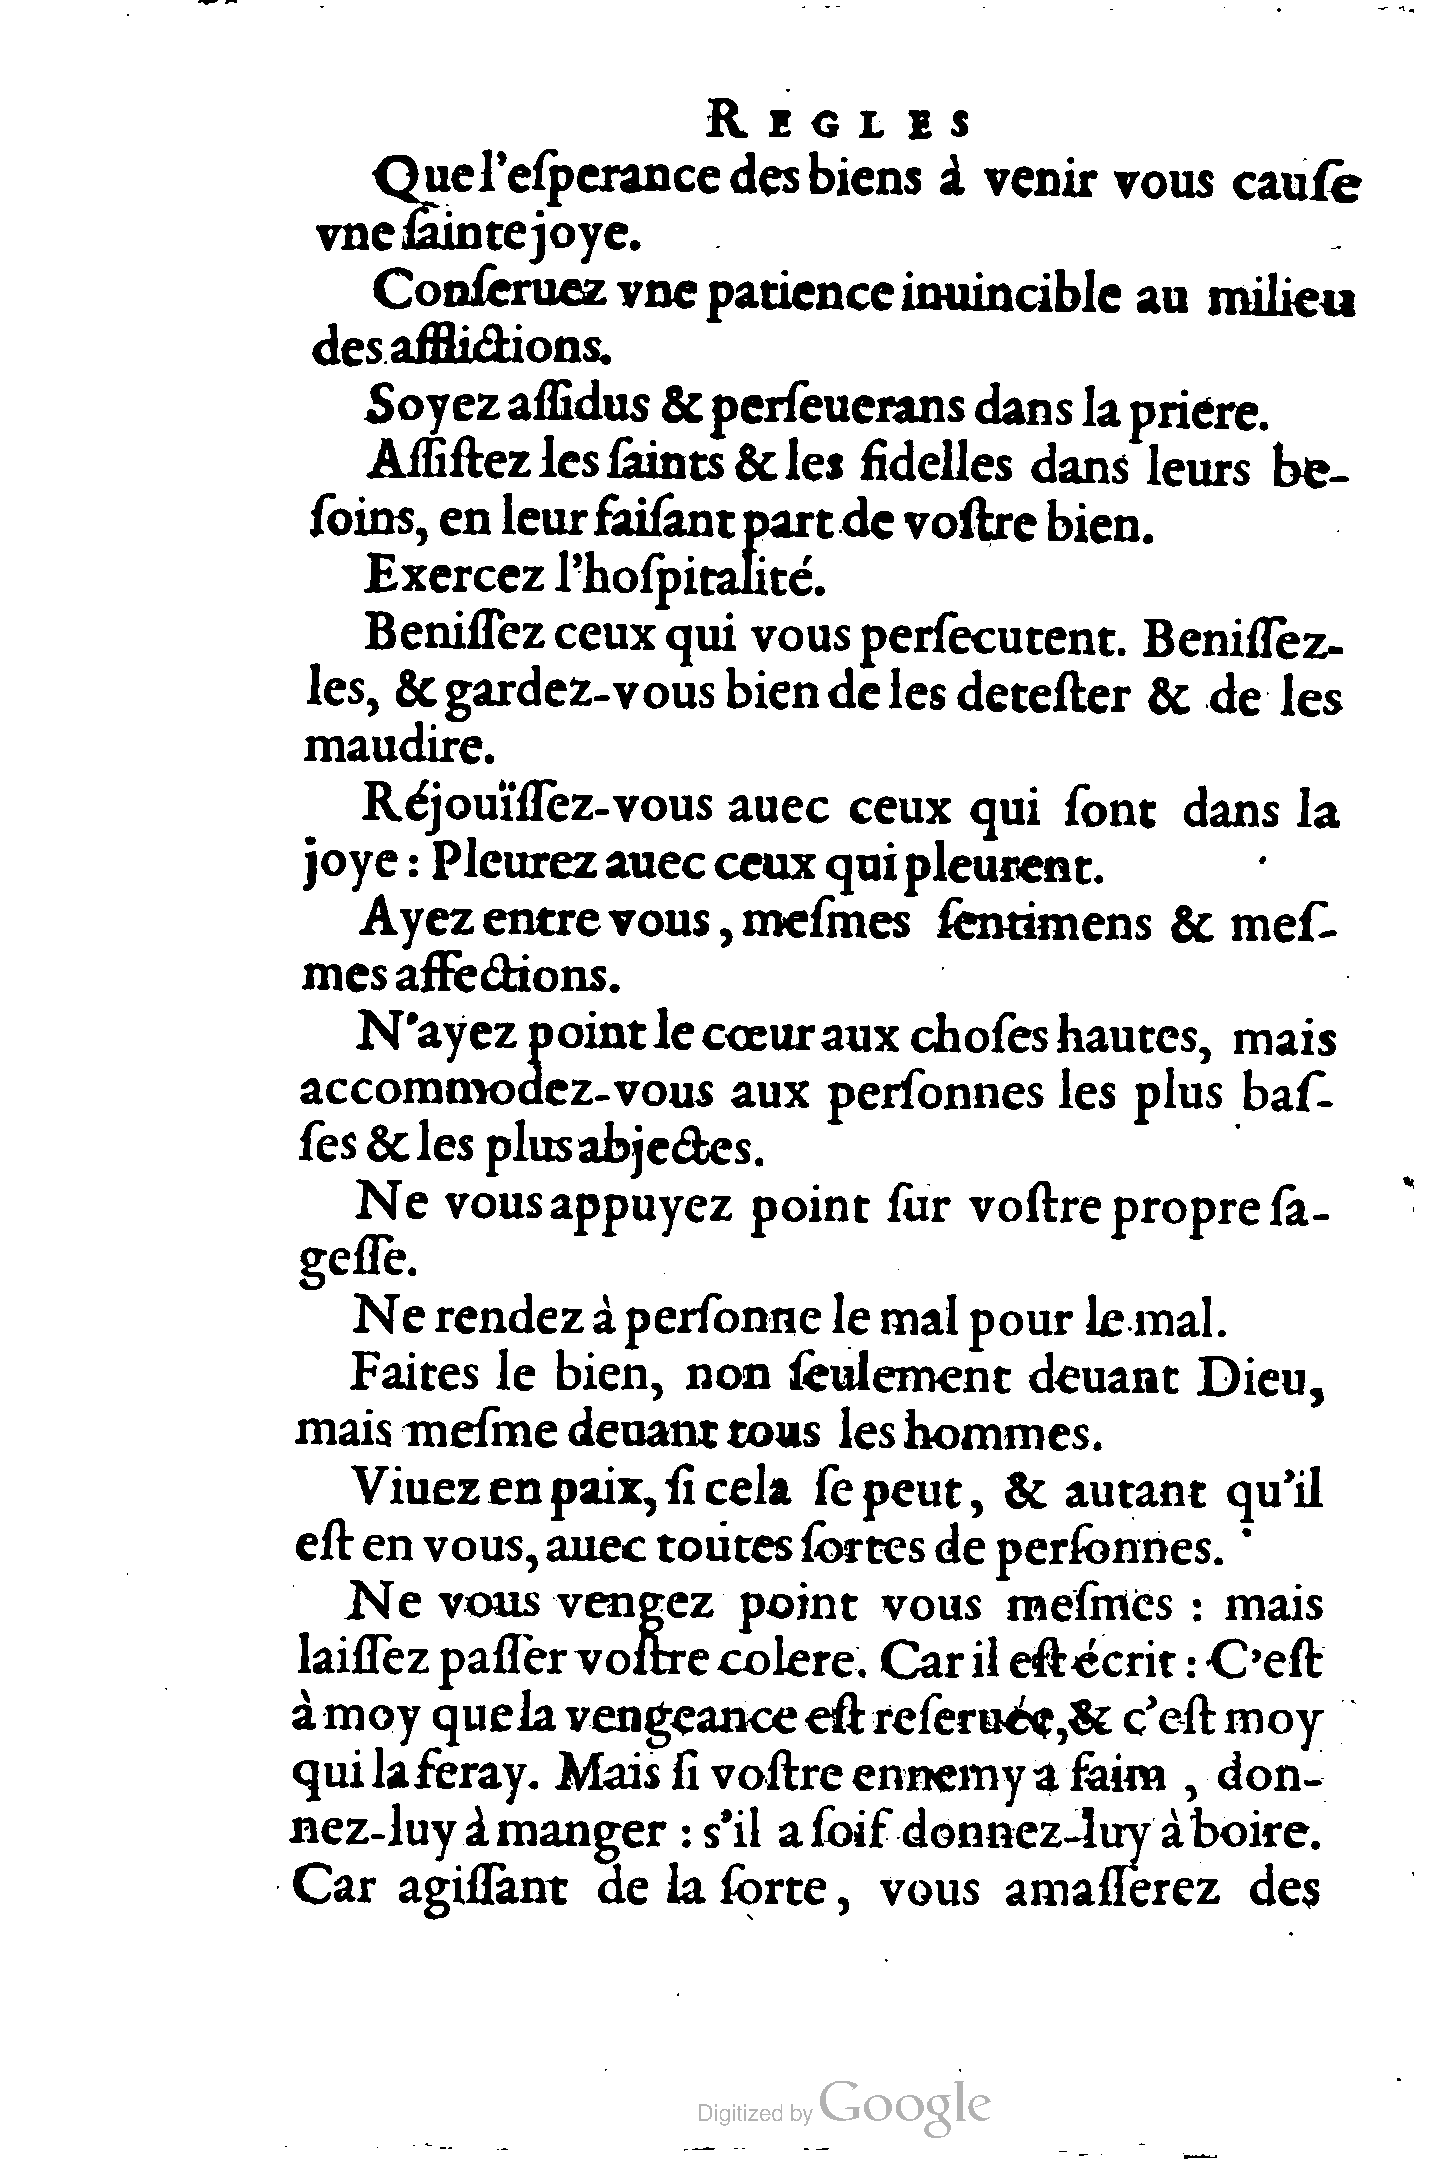 REGLES
Que l'eſperance des biens à venir vous cauſe
vne ſainte joye.
Conſeruez vne patience inuincible au milieu
des afflictions.
Soyez aſſidus & perſeuerans dans la priere.
Aſſiſtez les ſaints & les fidelles dans leurs be-
ſoins, en leur faiſant part de voſtre bien.
Exercez l'hoſpitalité.
Beniſſez ceux qui vous perſecutent. Beniſſez-
les, & gardez-vous bien de les deteſter & de les
maudire.
Réjouïſſez-vous auec ceux qui ſont dans la
joye : Pleurez auec ceux qui pleurent.
Ayez entre vous, meſmes ſentimens & meſ-
mes affections.
N'ayez point le cœur aux choſes hautes, mais
accommodez-vous aux perſonnes les plus baſ-
ſes & les plus abjectes.
Ne vous appuyez point ſur voſtre propre ſa-
geſſe.
Ne rendez à perſonne le mal pour le mal.
Faites le bien, non ſeulement deuant Dieu,
mais meſme deuant tous les hommes.
Viuez en paix, ſi cela ſe peut, & autant qu'il
eſt en vous, auec toutes ſortes de perſonnes.
Ne vous vengez point vous meſmes : mais
laiſſez paſſer voſtre colere. Car il eſt écrit : C'eſt
à moy que la vengeance eſt reſeruée, & c'eſt moy
qui la feray. Mais ſi voſtre ennemy a faim , don-
nez-luy à manger : s'il a ſoif donnez-luy à boire.
Car agiſſant de la ſorte, vous amaſſerez des
Digitized by Google